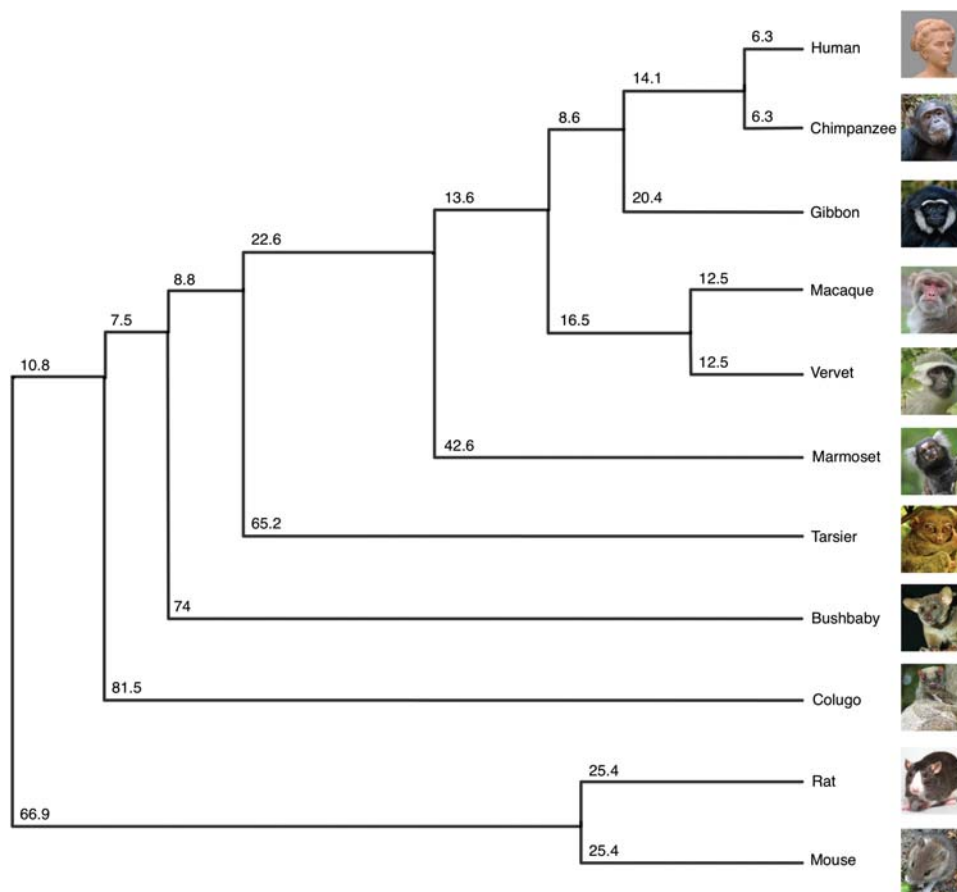 6.3
Human
14.1
8.6
6.3
Chimpanzee
13.6
20.4
Gibbon
22.6
8.8
12.5
Macaque
7.5
16.5
10.8
12.5
Vervet
42.6
Marmoset
65.2
Tarsier
74
Bushbaby
81.5
Colugo
25.4
Rat
66.9
25.4
Mouse